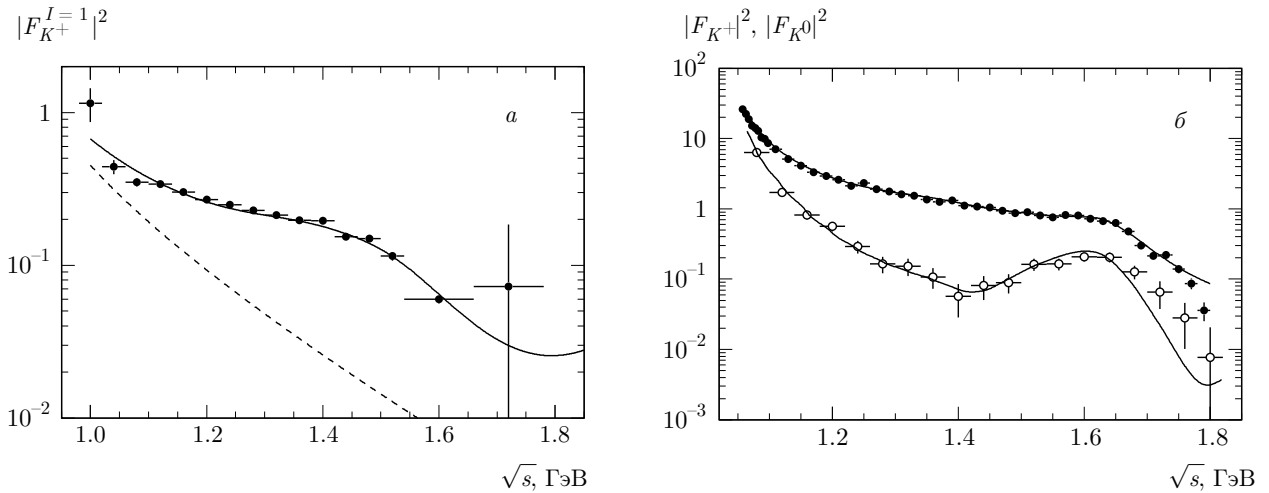 |F_{K^+}^{I=1}|^2
1
10^{-1}
10^{-2}
а
1.0 1.2 1.4 1.6 1.8
√s, ГэВ
|F_{K^+}|^2, |F_{K^0}|^2
10^2
10
1
10^{-1}
10^{-2}
10^{-3}
б
1.2 1.4 1.6 1.8
√s, ГэВ